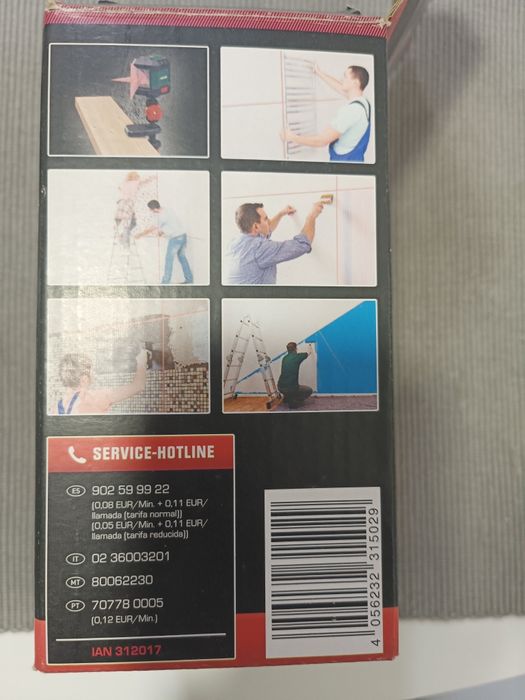 SERVICE-HOTLINE
ES 902 59 99 22
(0,08 EUR/Min. + 0,11 EUR/
llamada (tarifa normal))
(0,05 EUR/Min. + 0,11 EUR/
llamada (tarifa reducida))
IT 02 36003201
MT 80062230
PT 70778 0005
(0,12 EUR/Min.)
IAN 312017
4 056232 315029